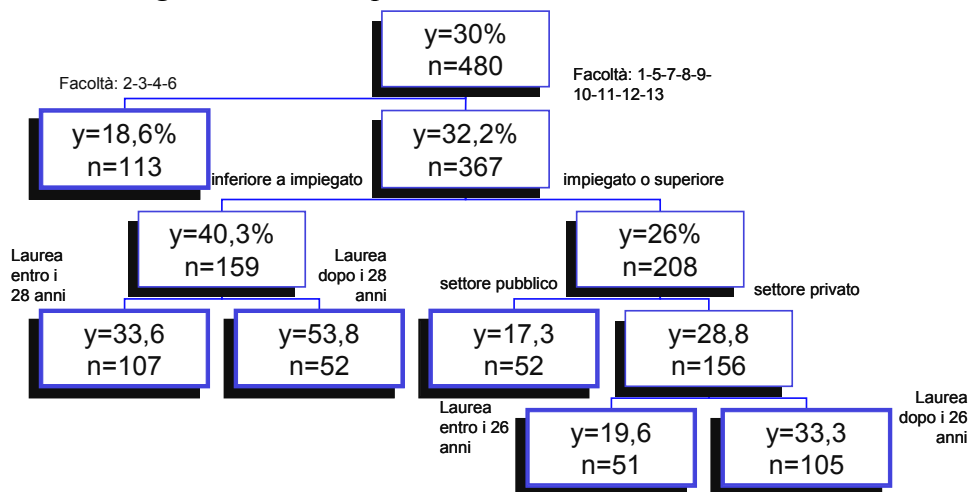 y=30%
n=480
Facoltà: 2-3-4-6
Facoltà: 1-5-7-8-9-
10-11-12-13
y=18,6%
n=113
y=32,2%
n=367
inferiore a impiegato
impiegato o superiore
y=40,3%
n=159
y=26%
n=208
Laurea
entro i
28 anni
Laurea
dopo i 28
anni
settore pubblico
settore privato
y=33,6
n=107
y=53,8
n=52
y=17,3
n=52
y=28,8
n=156
Laurea
entro i 26
anni
Laurea
dopo i 26
anni
y=19,6
n=51
y=33,3
n=105